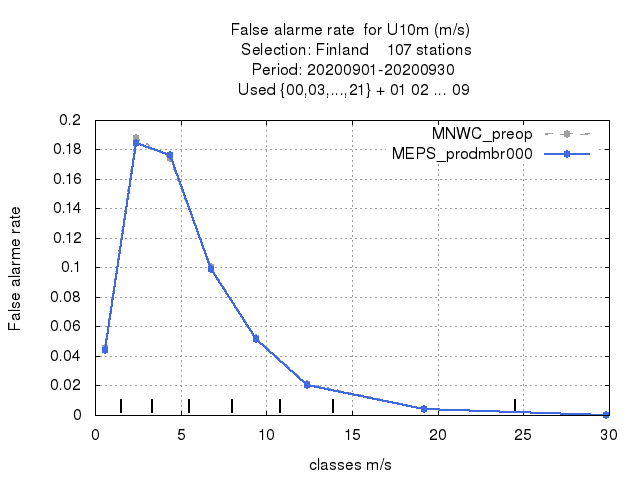 False alarme rate  for U10m (m/s)
Selection: Finland    107 stations
Period: 20200901-20200930
Used {00,03,...,21} + 01 02 ... 09
MNWC_preop
MEPS_prodmbr000
False alarme rate
0.2
0.18
0.16
0.14
0.12
0.1
0.08
0.06
0.04
0.02
0
0 5 10 15 20 25 30
classes m/s